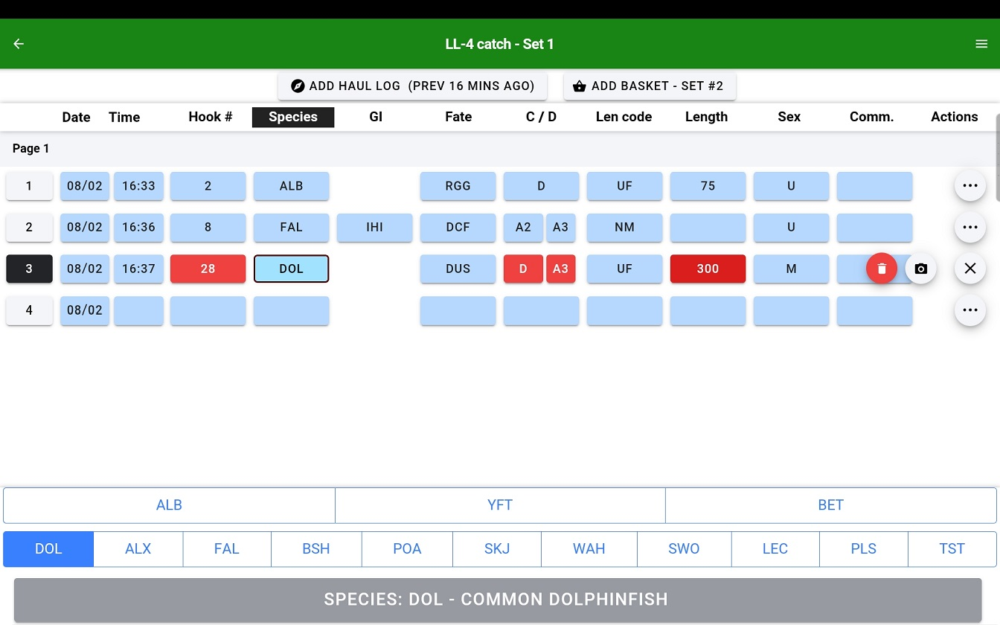 LL-4 catch - Set 1
ADD HAUL LOG (PREV 16 MINS AGO) ADD BASKET - SET #2
Date Time Hook # Species GI Fate C / D Len code Length Sex Comm. Actions
Page 1
1 08/02 16:33 2 ALB RGG D UF 75 U
2 08/02 16:36 8 FAL IHI DCF A2 A3 NM U
3 08/02 16:37 28 DOL DUS D A3 UF 300 M
4 08/02
ALB YFT BET
DOL ALX FAL BSH POA SKJ WAH SWO LEC PLS TST
SPECIES: DOL - COMMON DOLPHINFISH